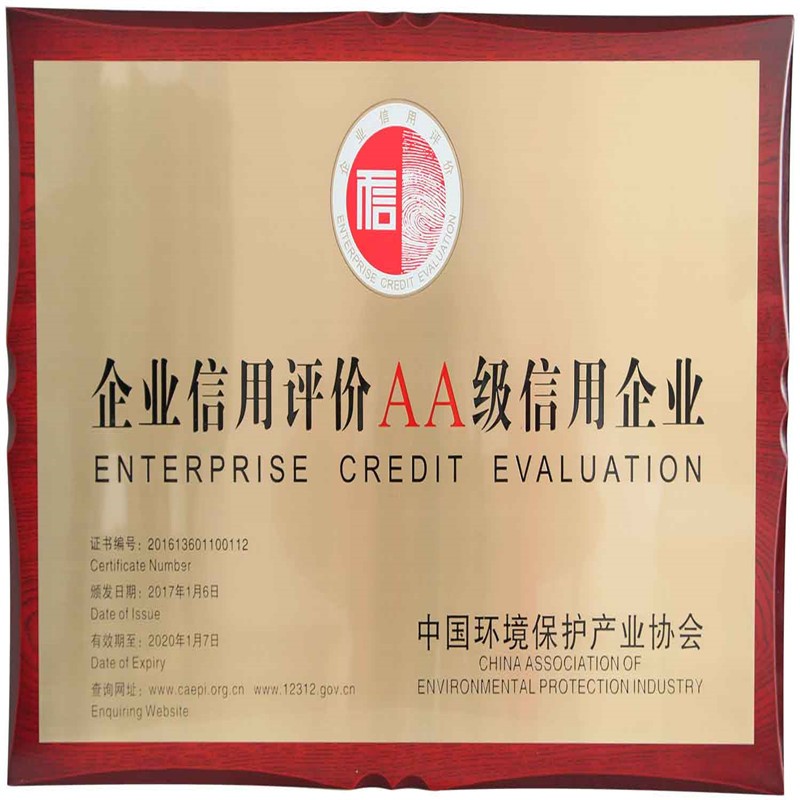 企业信用评价
信
ENTERPRISE CREDIT EVALUATION
企业信用评价AA级信用企业
ENTERPRISE CREDIT EVALUATION
证书编号：201613601100112
Certificate Number
颁发日期：2017年1月6日
Date of Issue
有效期至：2020年1月7日
Date of Expiry
查询网址：www.caepi.org.cn www.12312.gov.cn
Enquiring Website
中国环境保护产业协会
CHINA ASSOCIATION OF
ENVIRONMENTAL PROTECTION INDUSTRY